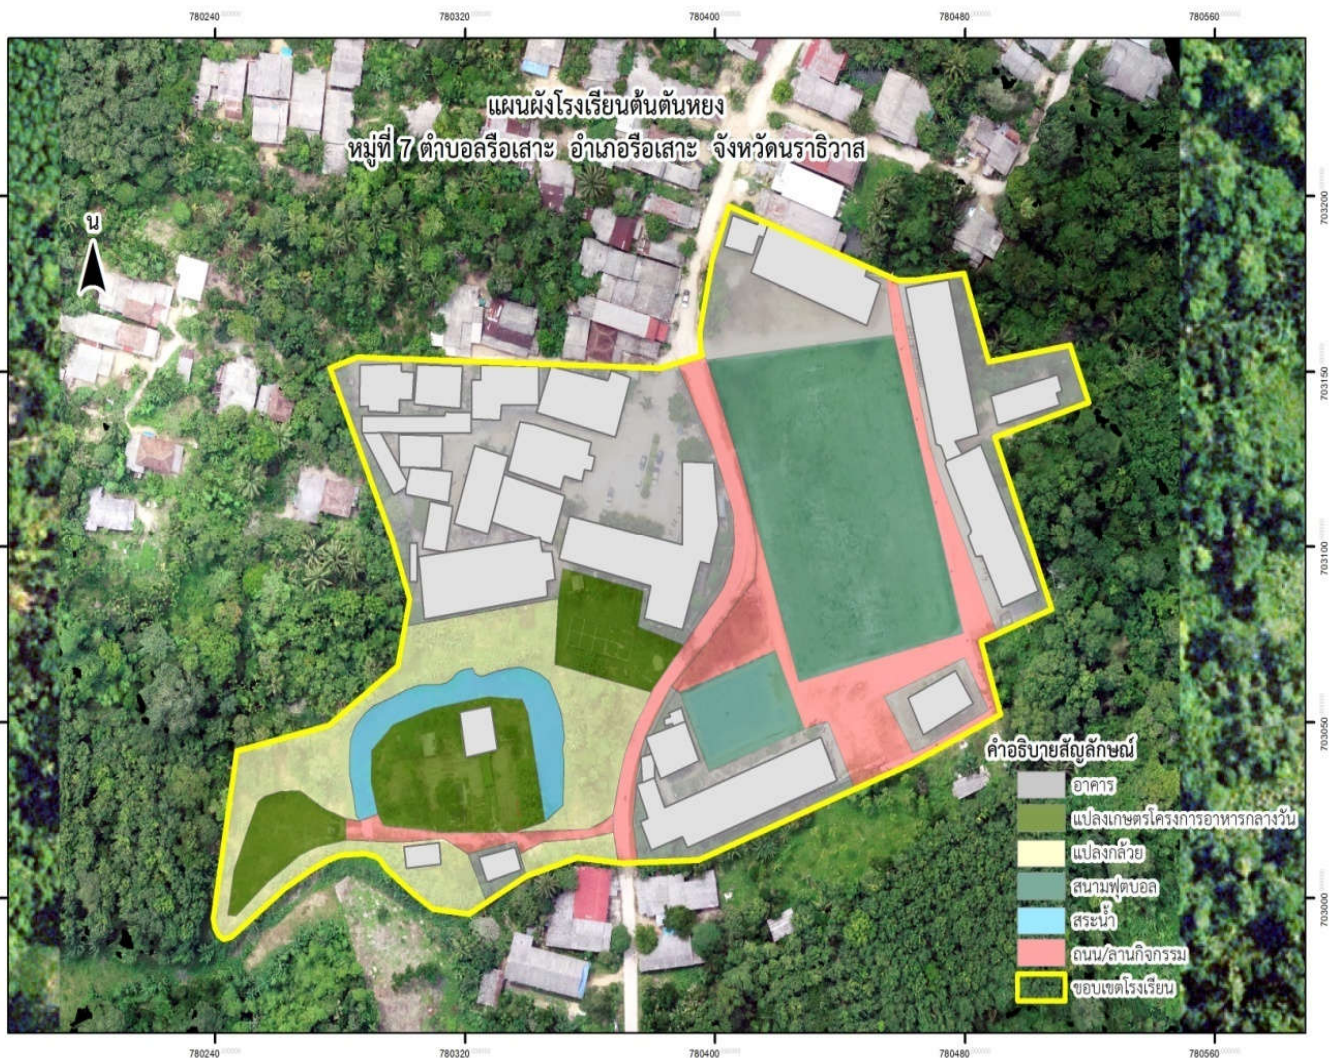 780240 780320 780400 780480 780560
แผนผังโรงเรียนต้นตันหยง
หมู่ที่ 7 ตำบอลรือเสาะ อำเภอรือเสาะ จังหวัดนราธิวาส
น
703200
703150
703100
703050
703000
คำอธิบายสัญลักษณ์
อาคาร
แปลงเกษตรโครงการอาหารกลางวัน
แปลงกล้วย
สนามฟุตบอล
สระน้ำ
ถนน/ลานกิจกรรม
ขอบเขตโรงเรียน
780240 780320 780400 780480 780560